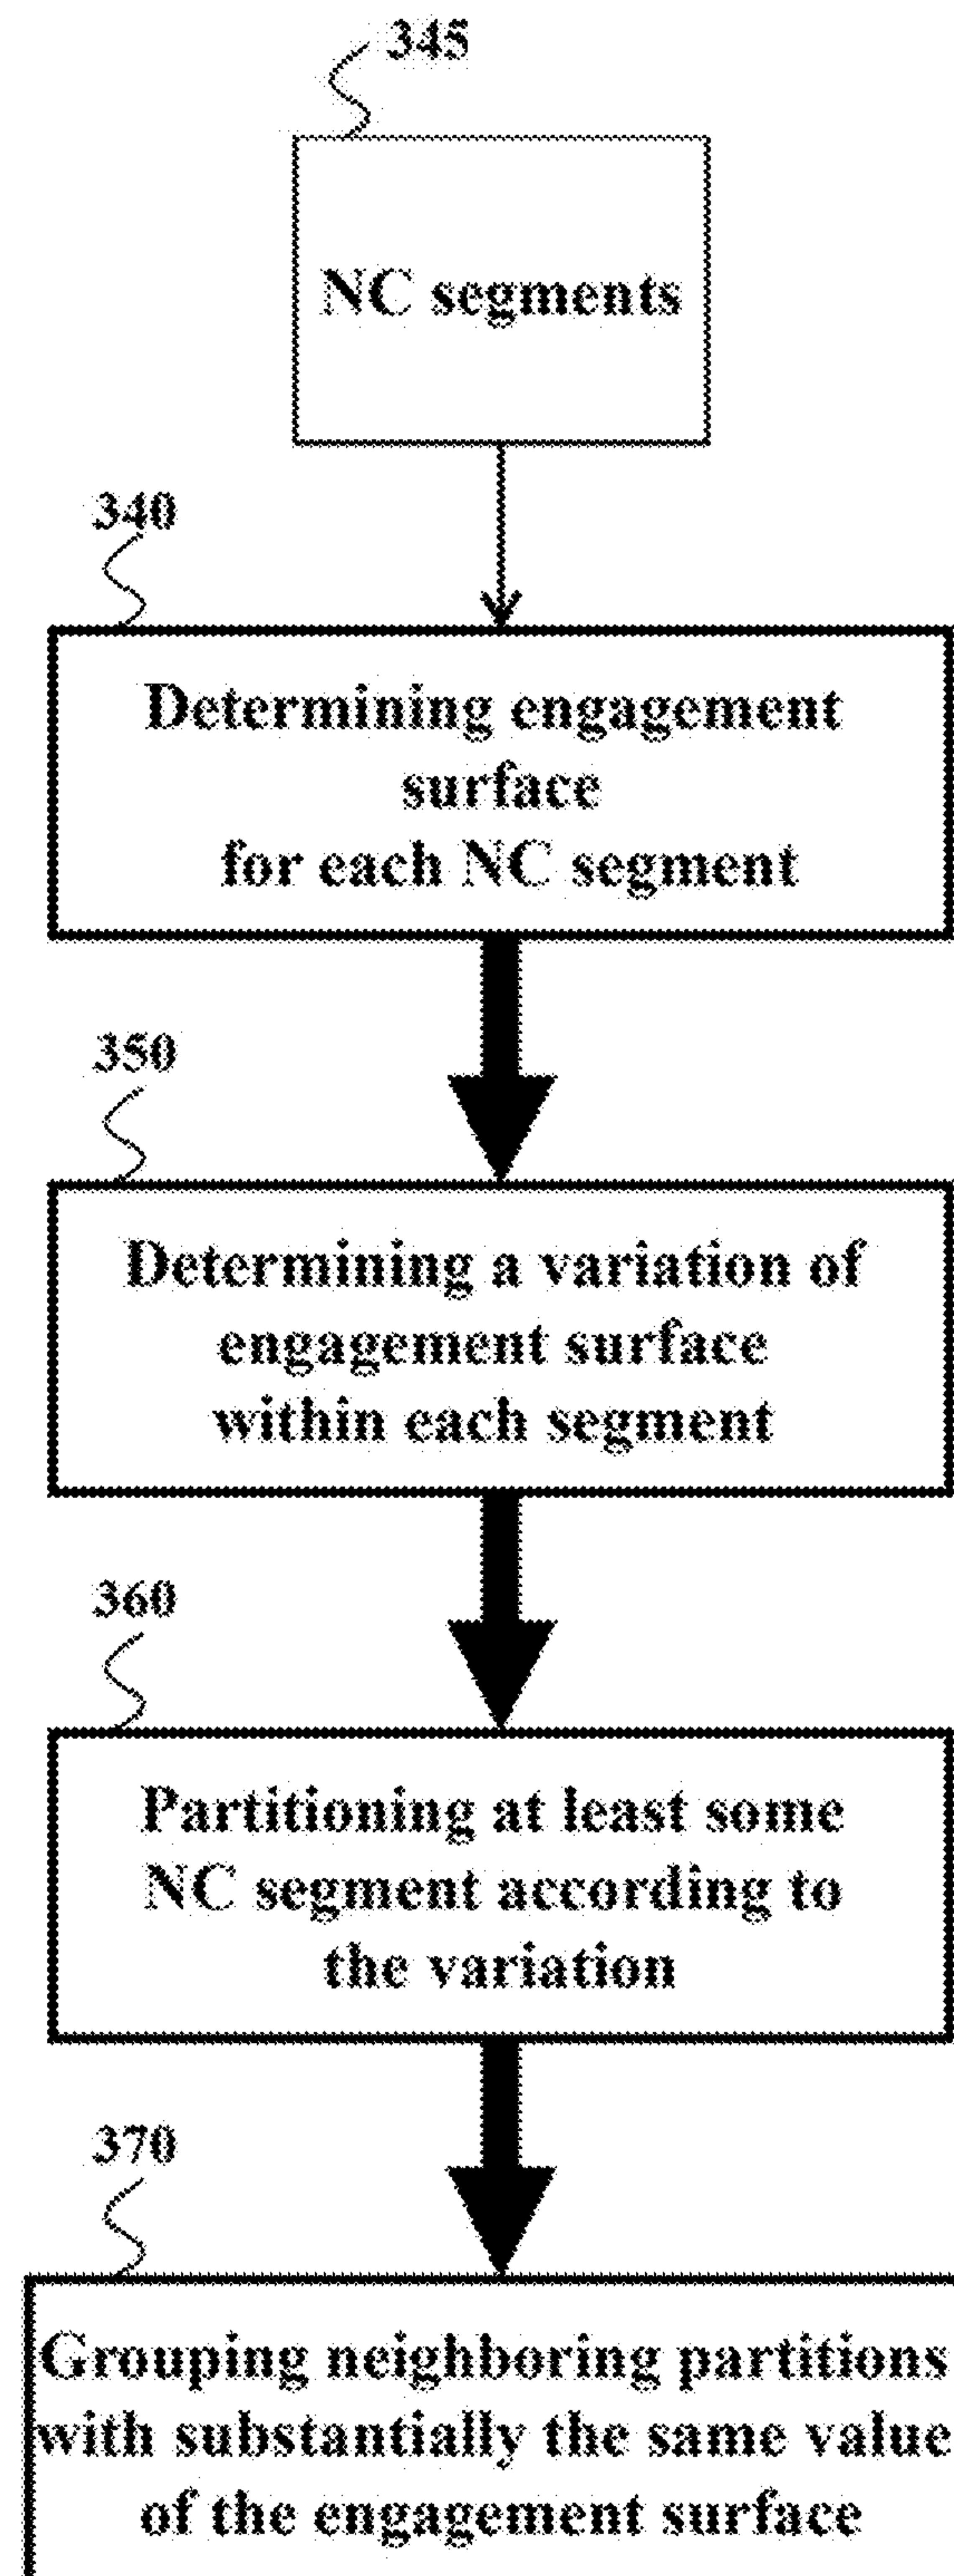 345
NC segments
340
Determining engagement
surface
for each NC segment
350
Determining a variation of
engagement surface
within each segment
360
Partitioning at least some
NC segment according to
the variation
370
Grouping neighboring partitions
with substantially the same value
of the engagement surface